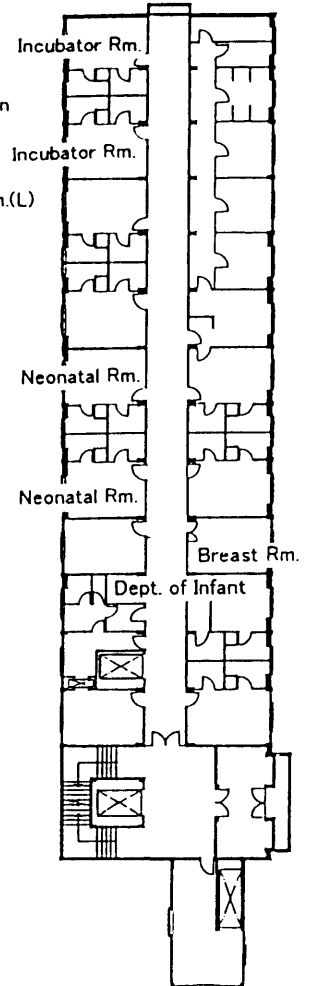 Incubator Rm.
n
Incubator Rm.
n.(L)
Neonatal Rm.
Neonatal Rm.
Breast Rm.
Dept. of Infant